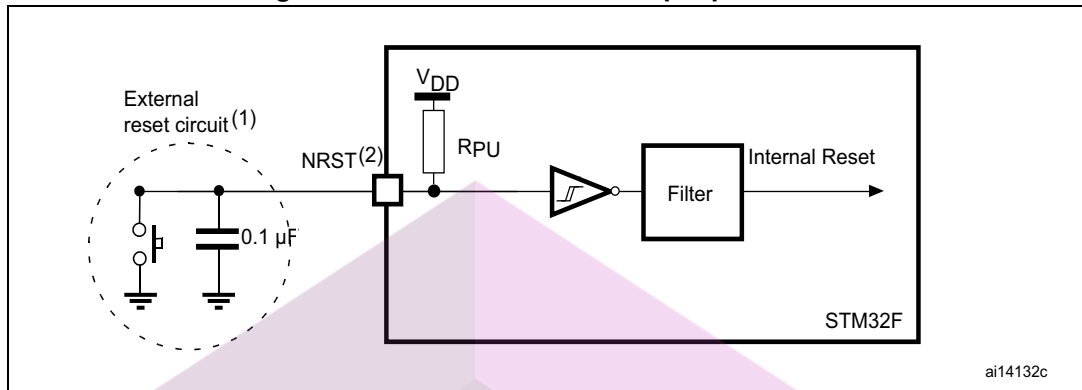 VDD
External
reset circuit(1)
NRST(2)
RPU
Internal Reset
Filter
0.1 µF
STM32F
ai14132c